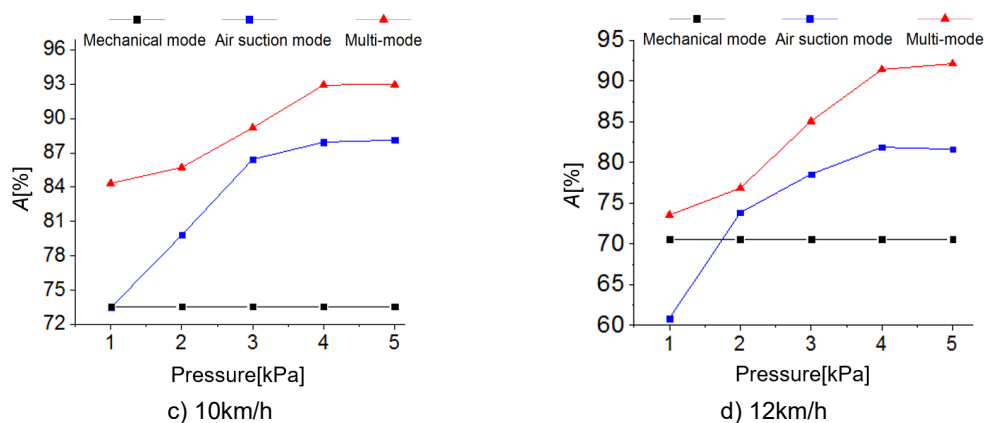 Mechanical mode Air suction mode Multi-mode
96
93
90
87
84
81
78
75
72
A[%]
1 2 3 4 5
Pressure[kPa]
c) 10km/h
Mechanical mode Air suction mode Multi-mode
95
90
85
80
75
70
65
60
A[%]
1 2 3 4 5
Pressure[kPa]
d) 12km/h